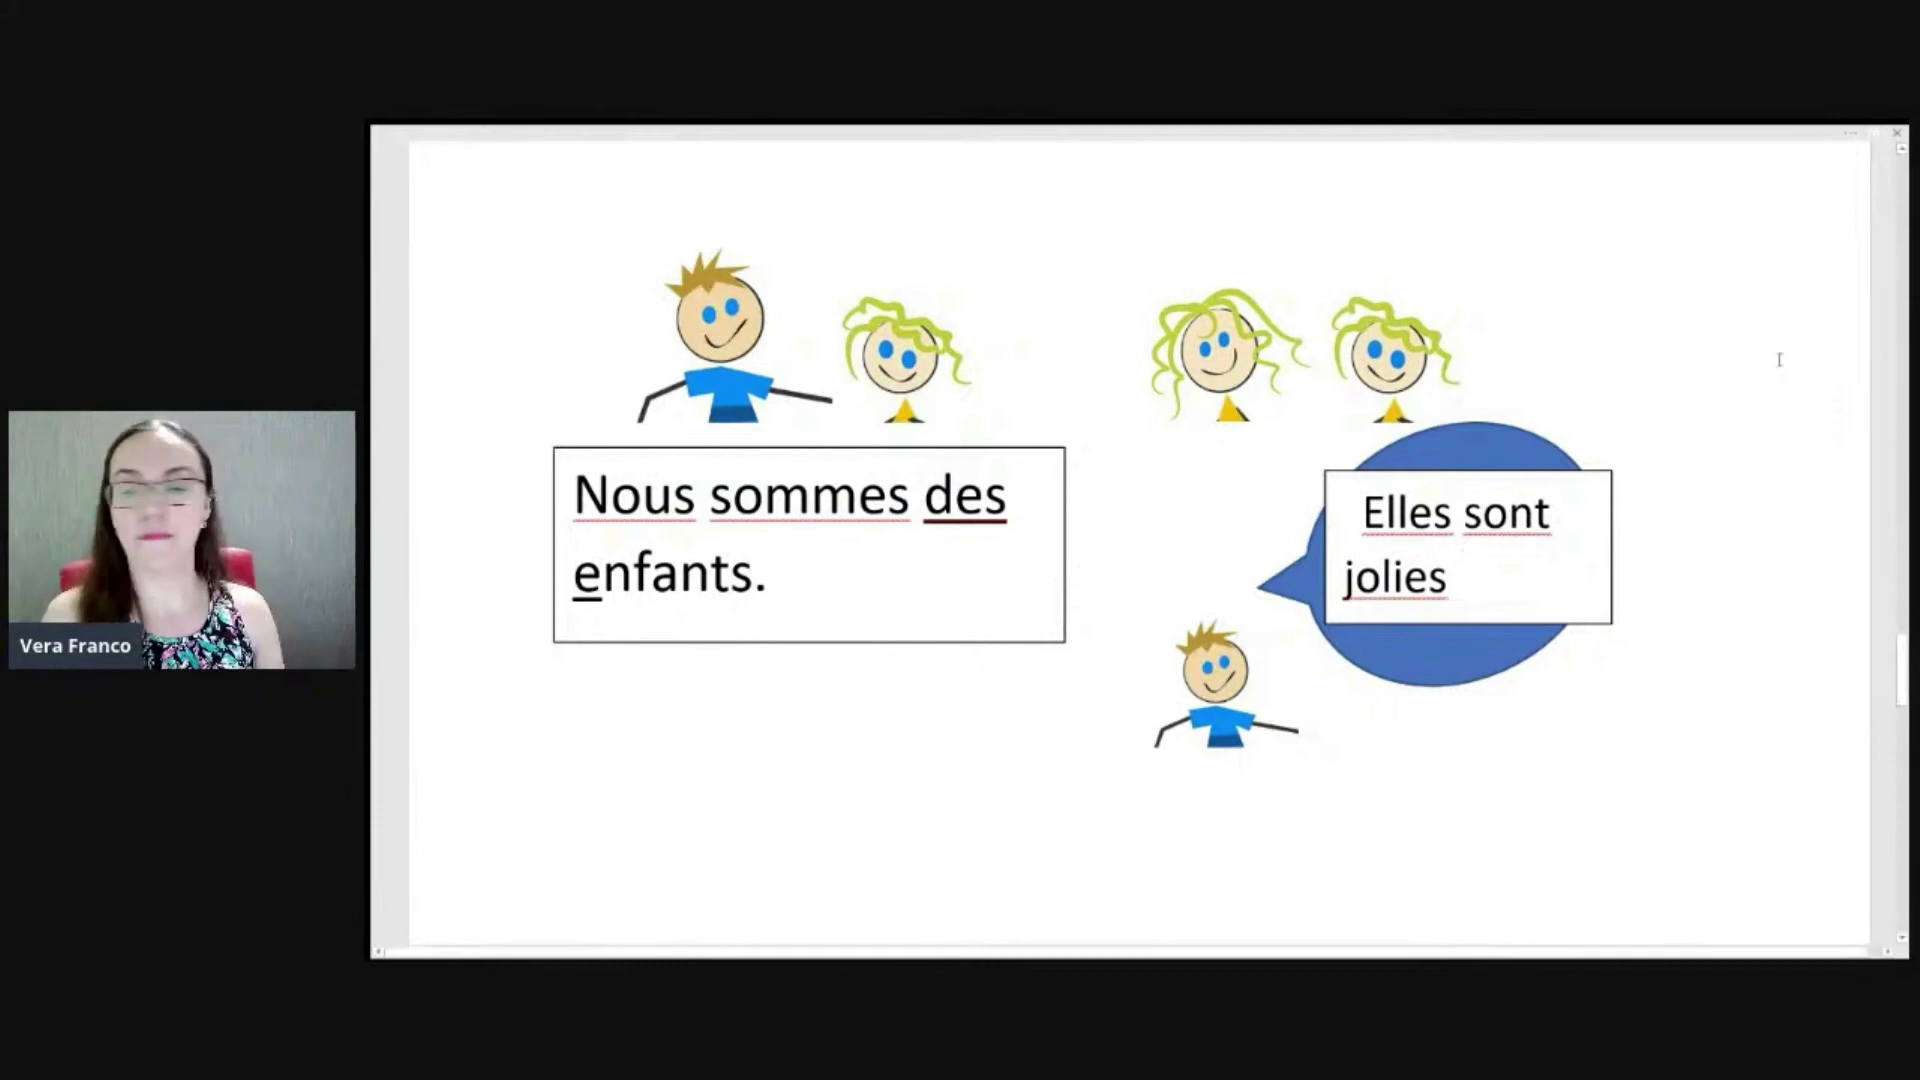 Nous sommes des
enfants.
Elles sont
jolies
Vera Franco